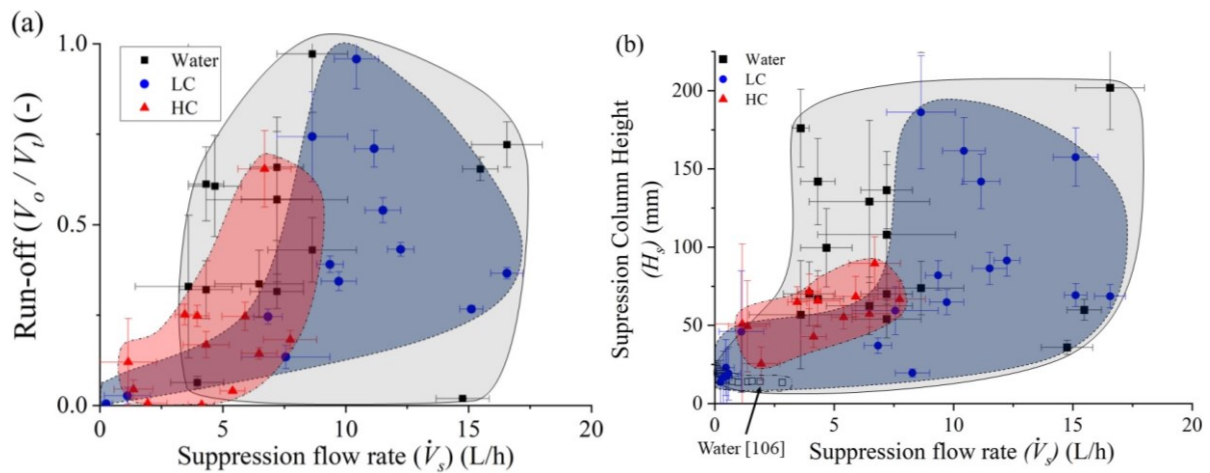 (a)
1.0
0.5
0.0
Run-off (V_o / V_t) (-)
Water
LC
HC
0
5
10
15
20
Suppression flow rate (V̇_s) (L/h)
(b)
200
150
100
50
0
Supression Column Height
(H_s) (mm)
Water
LC
HC
0
5
10
15
20
Water [106]
Supression flow rate (V̇_s) (L/h)